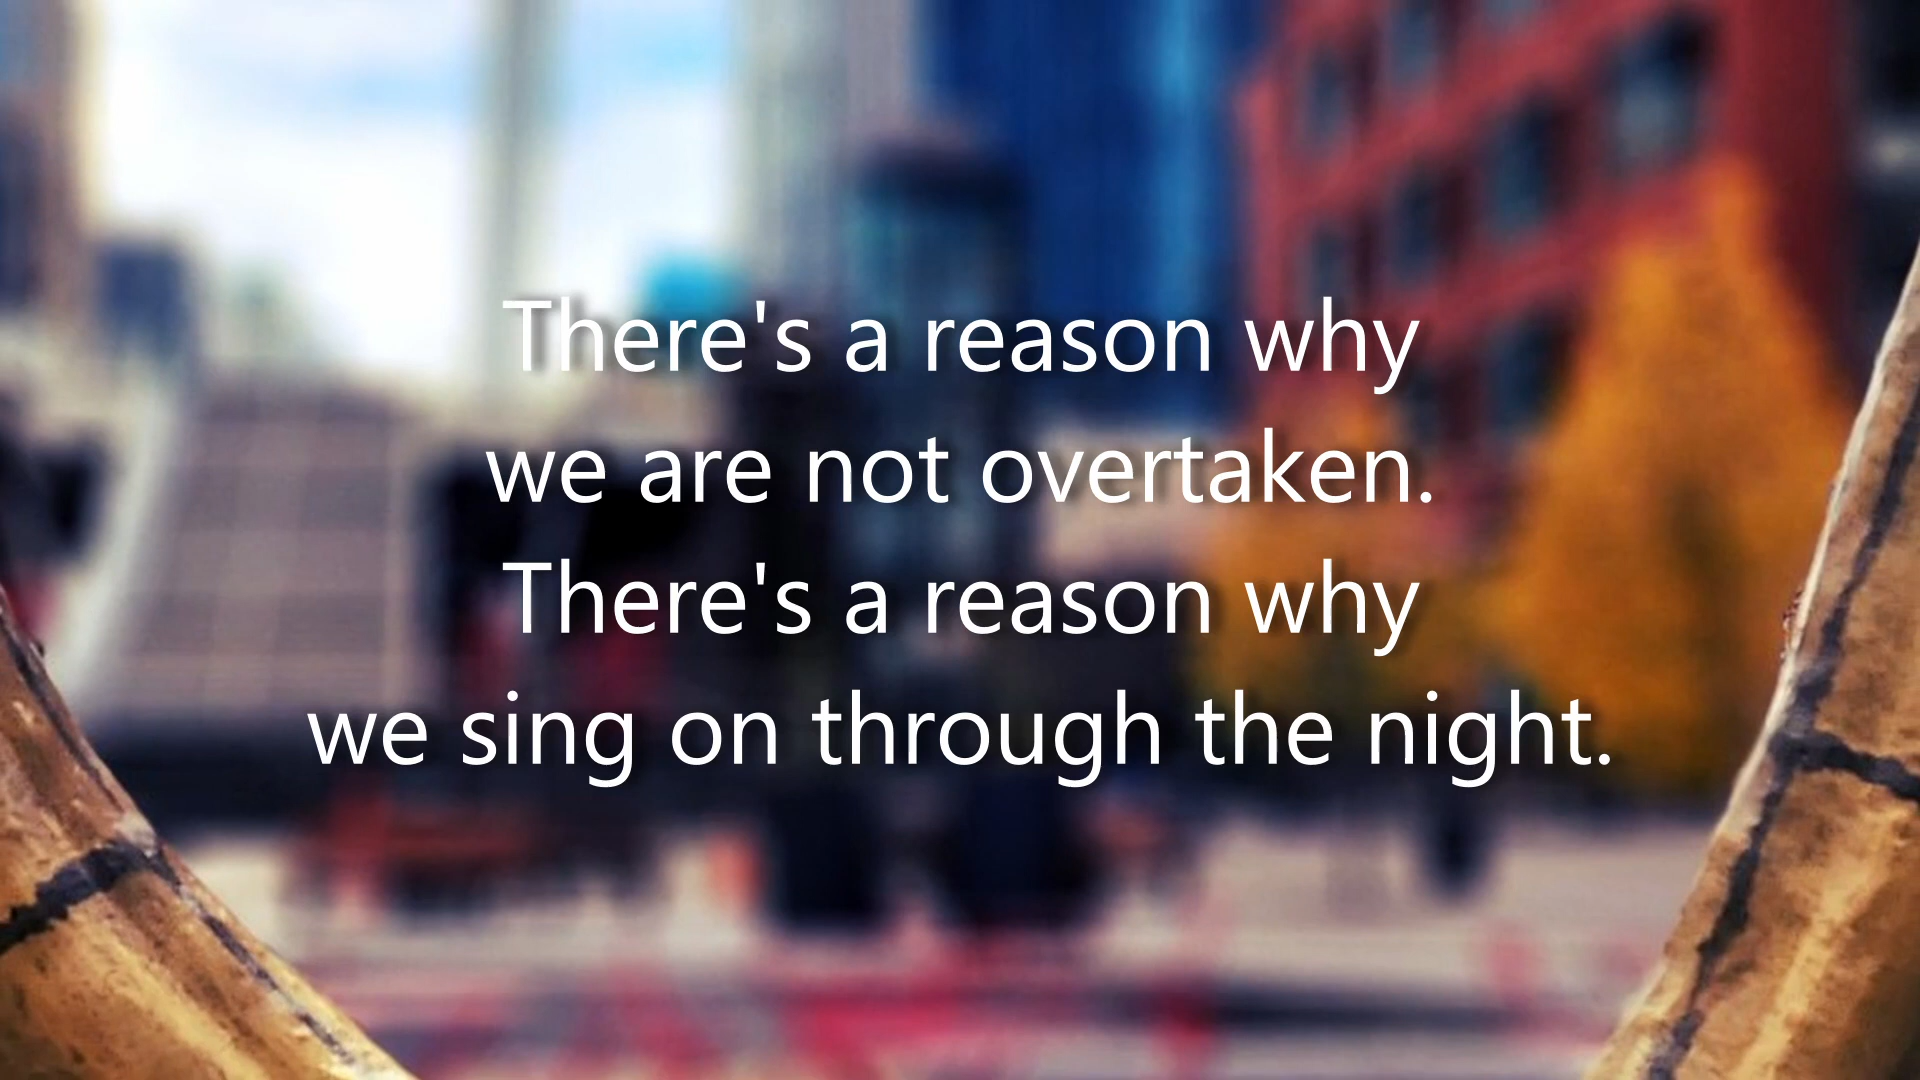 There's a reason why
we are not overtaken.
There's a reason why
we sing on through the night.